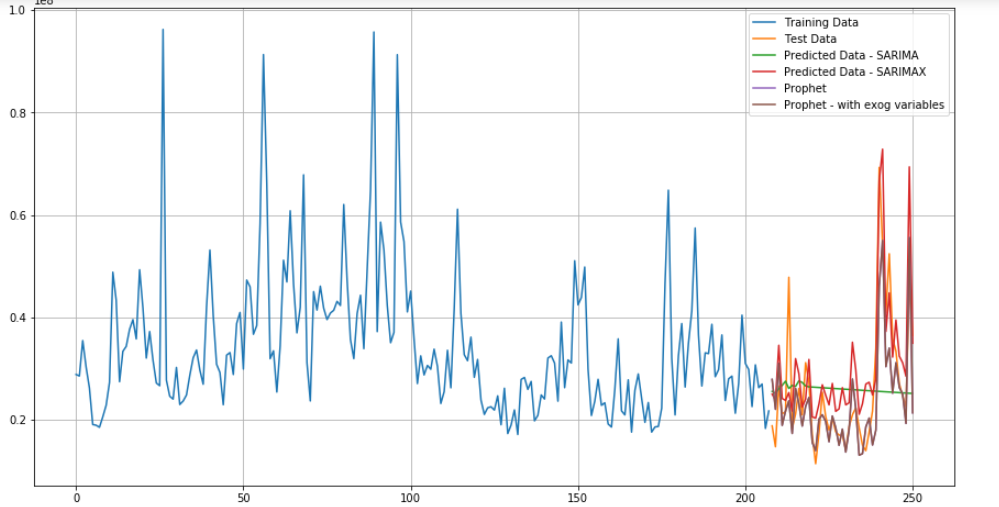 1e8
1.0
0.8
0.6
0.4
0.2
0 50 100 150 200 250
Training Data
Test Data
Predicted Data - SARIMA
Predicted Data - SARIMAX
Prophet
Prophet - with exog variables